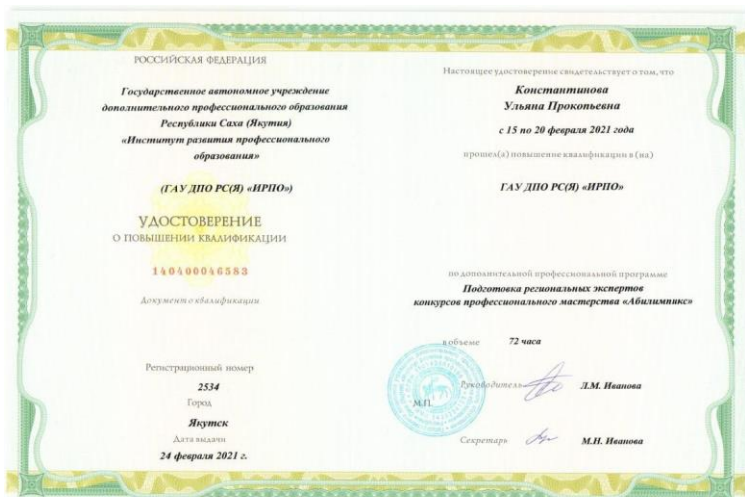 РОССИЙСКАЯ ФЕДЕРАЦИЯ
Государственное автономное учреждение
дополнительного профессионального образования
Республики Саха (Якутия)
«Институт развития профессионального
образования»
(ГАУ ДПО РС(Я) «ИРПО»)
УДОСТОВЕРЕНИЕ
О ПОВЫШЕНИИ КВАЛИФИКАЦИИ
140400046583
Документ о квалификации
Регистрационный номер
2534
Город
Якутск
Дата выдачи
24 февраля 2021 г.
Настоящее удостоверение свидетельствует о том, что
Константинова
Ульяна Прокопьевна
с 15 по 20 февраля 2021 года
прошел(а) повышение квалификации в (на)
ГАУ ДПО РС(Я) «ИРПО»
по дополнительной профессиональной программе
Подготовка региональных экспертов
конкурсов профессионального мастерства «Абилимпикс»
в объеме 72 часа
Руководитель Л.М. Иванова
М.П.
Секретарь М.Н. Иванова